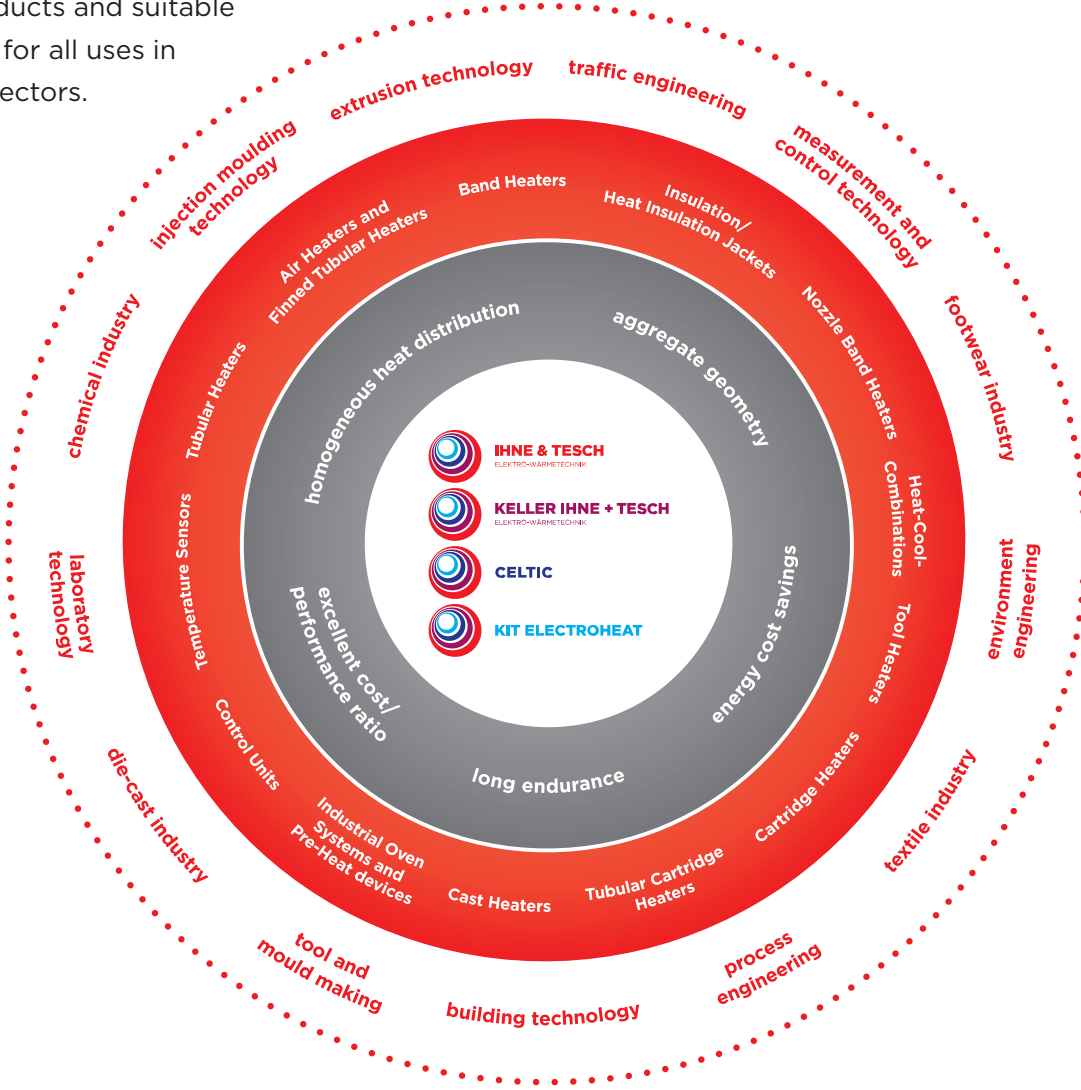 ducts and suitable
for all uses in
ectors.
extrusion technology
traffic engineering
measurement and
control technology
footwear industry
environment
engineering
textile industry
process
engineering
building technology
tool and
mould making
die-cast industry
laboratory
technology
chemical industry
injection moulding
technology
Band Heaters
Insulation/
Heat Insulation Jackets
Nozzle Band Heaters
Heat-Cool-
Combinations
Tool Heaters
Cartridge Heaters
Tubular Cartridge
Heaters
Cast Heaters
Industrial Oven
Systems and
Pre-Heat devices
Control Units
Temperature Sensors
Tubular Heaters
Air Heaters and
Finned Tubular Heaters
homogeneous heat distribution
aggregate geometry
energy cost savings
long endurance
excellent cost/
performance ratio
IHNE & TESCH
ELEKTRO-WÄRMETECHNIK
KELLER IHNE + TESCH
ELEKTRO-WÄRMETECHNIK
CELTIC
KIT ELECTROHEAT